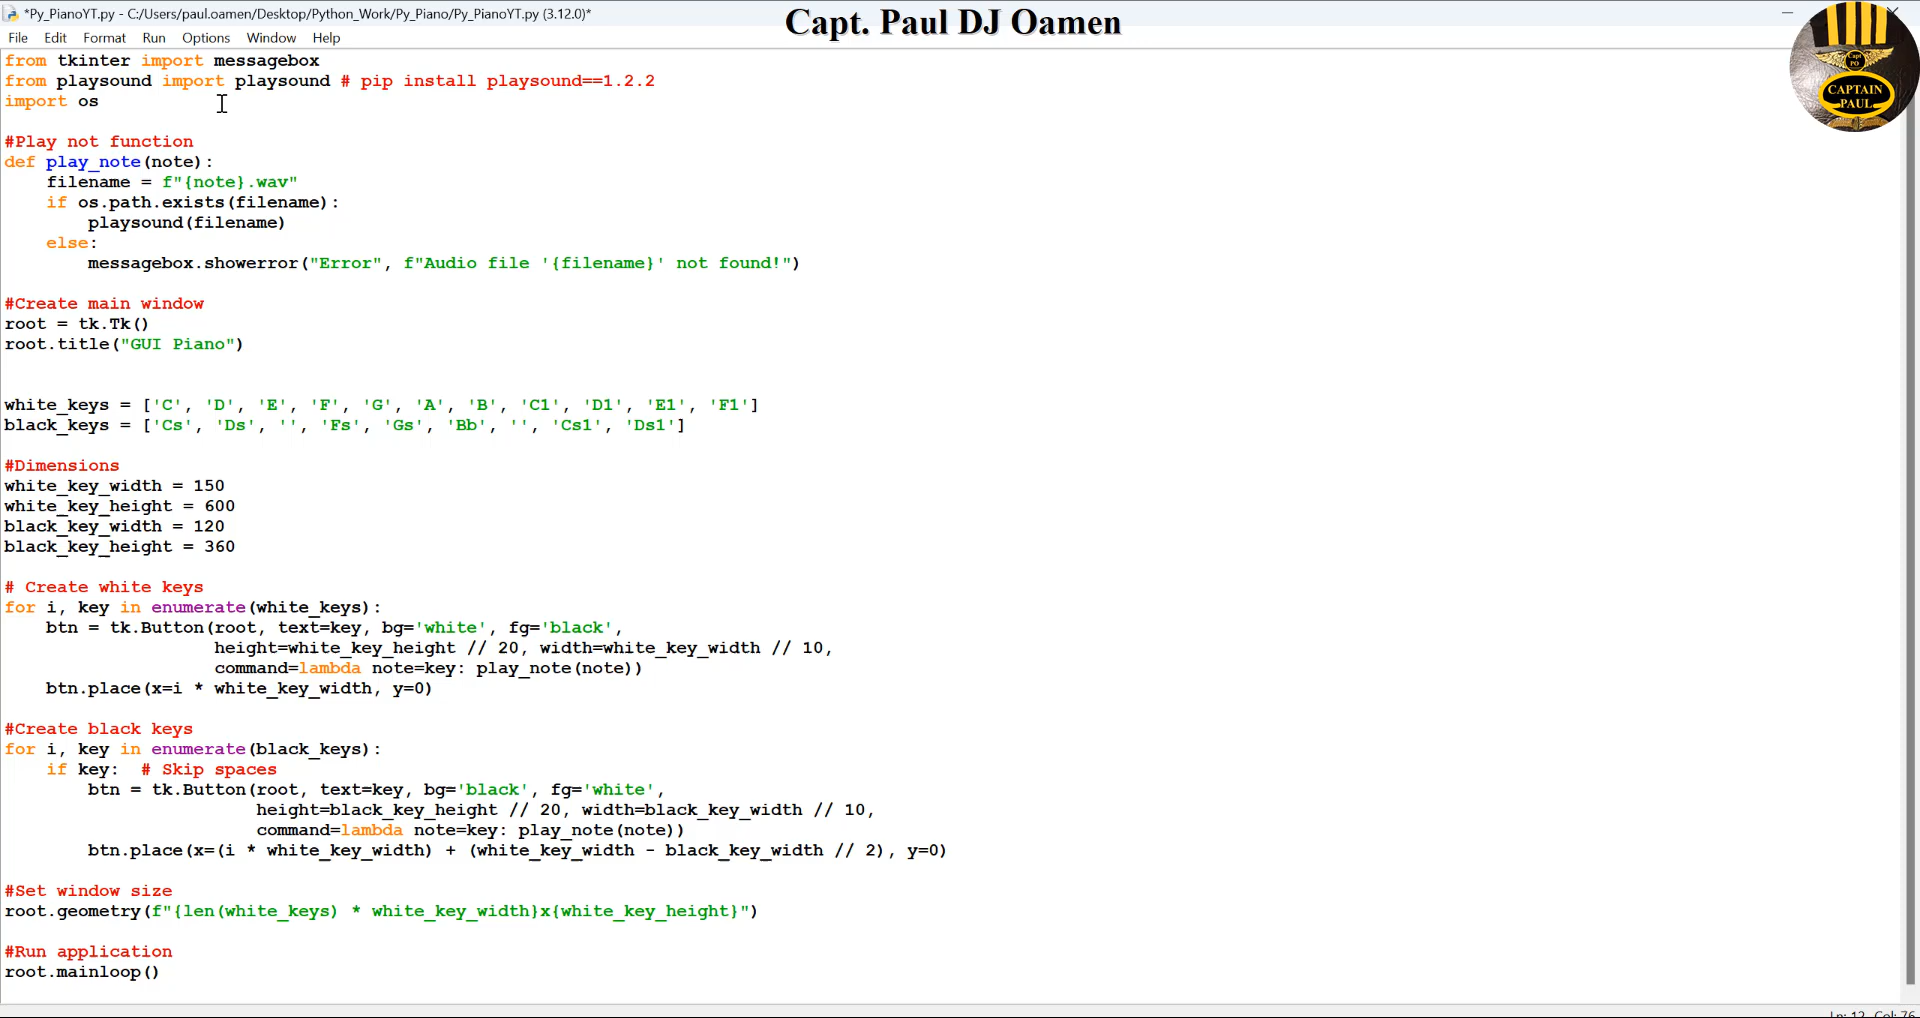 *Py_PianoYT.py - C:/Users/paul.oamen/Desktop/Python_Work/Py_Piano/Py_PianoYT.py (3.12.0)*
Capt. Paul DJ Oamen
File Edit Format Run Options Window Help
Capt
PO
CAPTAIN
PAUL
from tkinter import messagebox
from playsound import playsound # pip install playsound==1.2.2
import os
#Play not function
def play_note(note):
    filename = f"{note}.wav"
    if os.path.exists(filename):
        playsound(filename)
    else:
        messagebox.showerror("Error", f"Audio file '{filename}' not found!")
#Create main window
root = tk.Tk()
root.title("GUI Piano")
white_keys = ['C', 'D', 'E', 'F', 'G', 'A', 'B', 'C1', 'D1', 'E1', 'F1']
black_keys = ['Cs', 'Ds', '', 'Fs', 'Gs', 'Bb', '', 'Cs1', 'Ds1']
#Dimensions
white_key_width = 150
white_key_height = 600
black_key_width = 120
black_key_height = 360
# Create white keys
for i, key in enumerate(white_keys):
    btn = tk.Button(root, text=key, bg='white', fg='black',
                    height=white_key_height // 20, width=white_key_width // 10,
                    command=lambda note=key: play_note(note))
    btn.place(x=i * white_key_width, y=0)
#Create black keys
for i, key in enumerate(black_keys):
    if key:  # Skip spaces
        btn = tk.Button(root, text=key, bg='black', fg='white',
                        height=black_key_height // 20, width=black_key_width // 10,
                        command=lambda note=key: play_note(note))
        btn.place(x=(i * white_key_width) + (white_key_width - black_key_width // 2), y=0)
#Set window size
root.geometry(f"{len(white_keys) * white_key_width}x{white_key_height}")
#Run application
root.mainloop()
Ln: 12 Col: 76